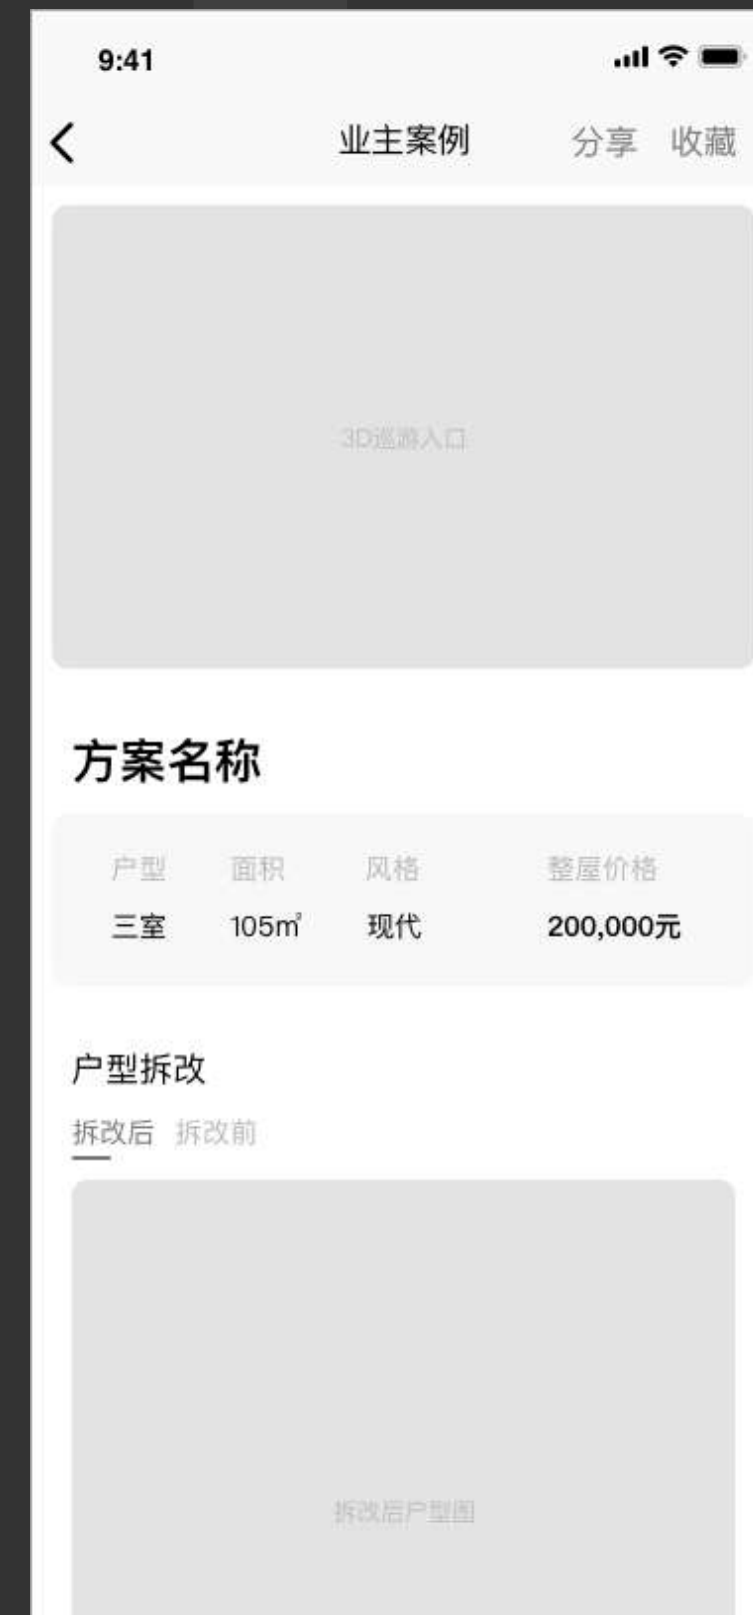 9:41
业主案例 分享 收藏
3D巡游入口
方案名称
户型 面积 风格 整屋价格
三室 105㎡ 现代 200,000元
户型拆改
拆改后 拆改前
拆改后户型图